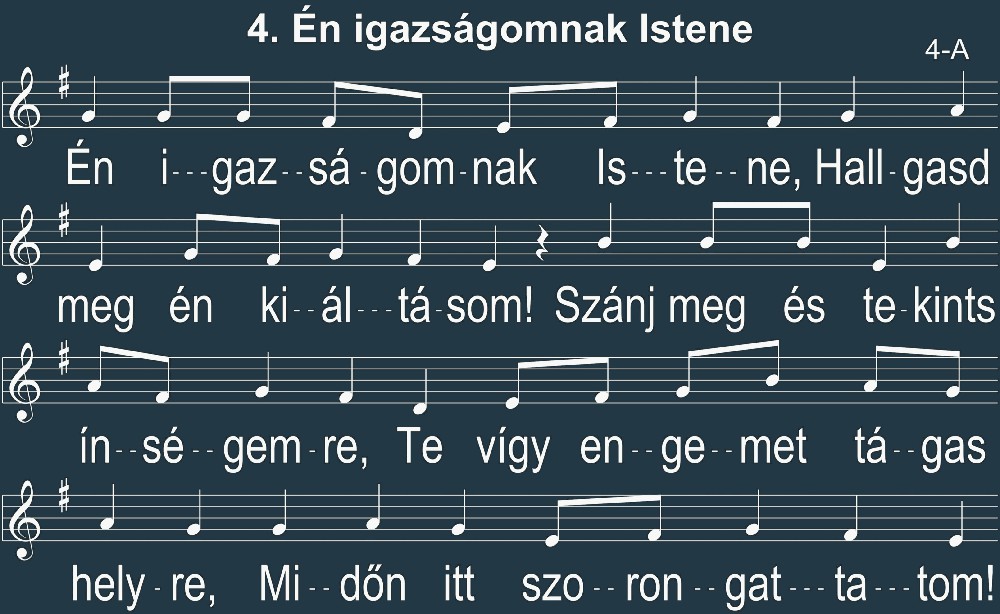 4. Én igazságomnak Istene
4-A
Én i---gaz--sá-gom-nak Is---te--ne, Hall-gasd
meg én ki--ál---tá-som! Szánj meg és te-kints
ín--sé--gem-re, Te vígy en--ge--met tá--gas
hely-re, Mi--dőn itt szo--ron--gat---ta---tom!